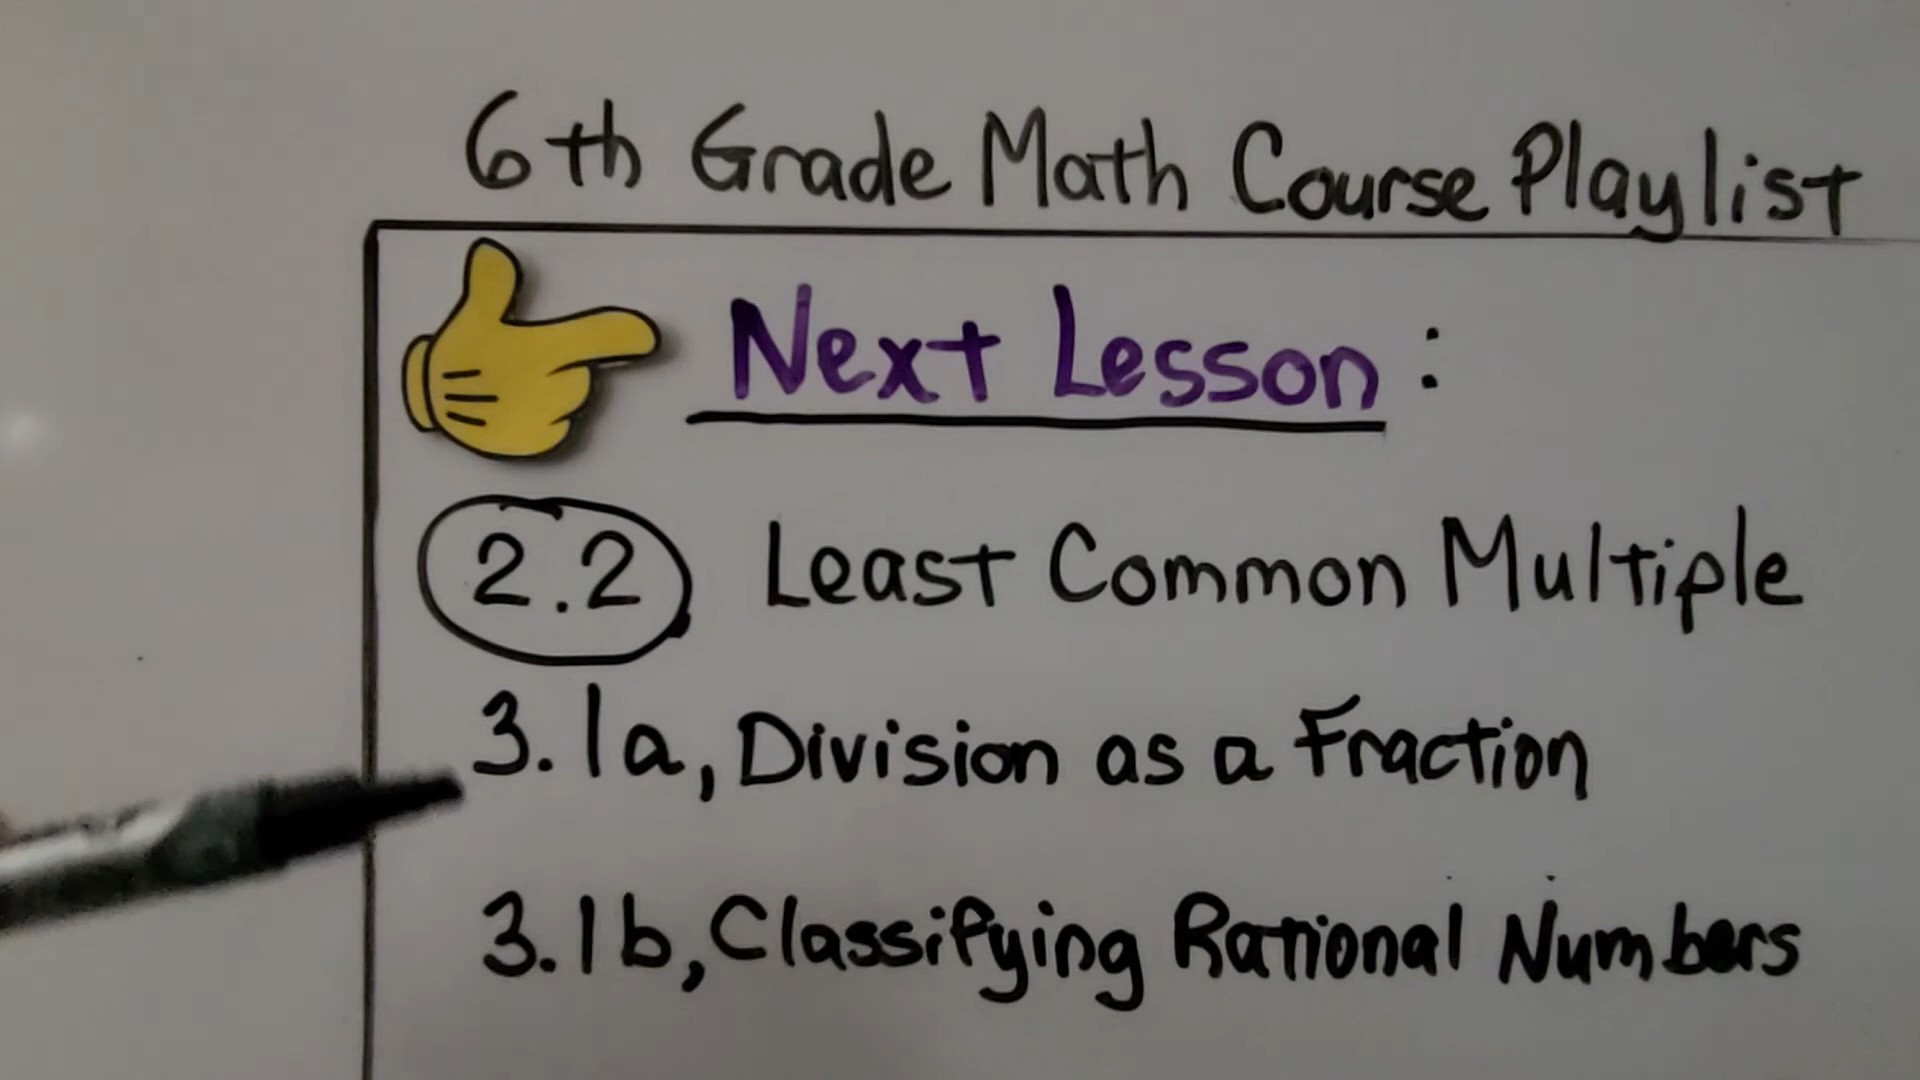 6th Grade Math Course Playlist
Next Lesson:
2.2 Least Common Multiple
3.1a, Division as a Fraction
3.1b, Classifying Rational Numbers